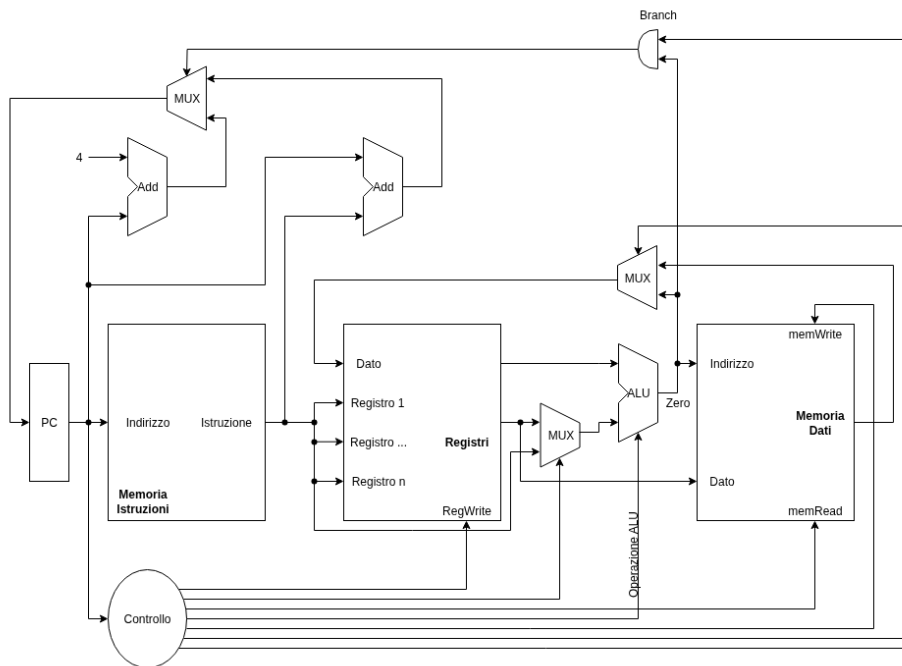 Branch
MUX
4
Add
Add
MUX
memWrite
Dato
Indirizzo
ALU
PC
Indirizzo
Istruzione
Registro 1
Zero
MUX
Memoria
Dati
Registro ...
Registri
Registro n
Dato
Memoria
Istruzioni
RegWrite
memRead
Operazione ALU
Controllo